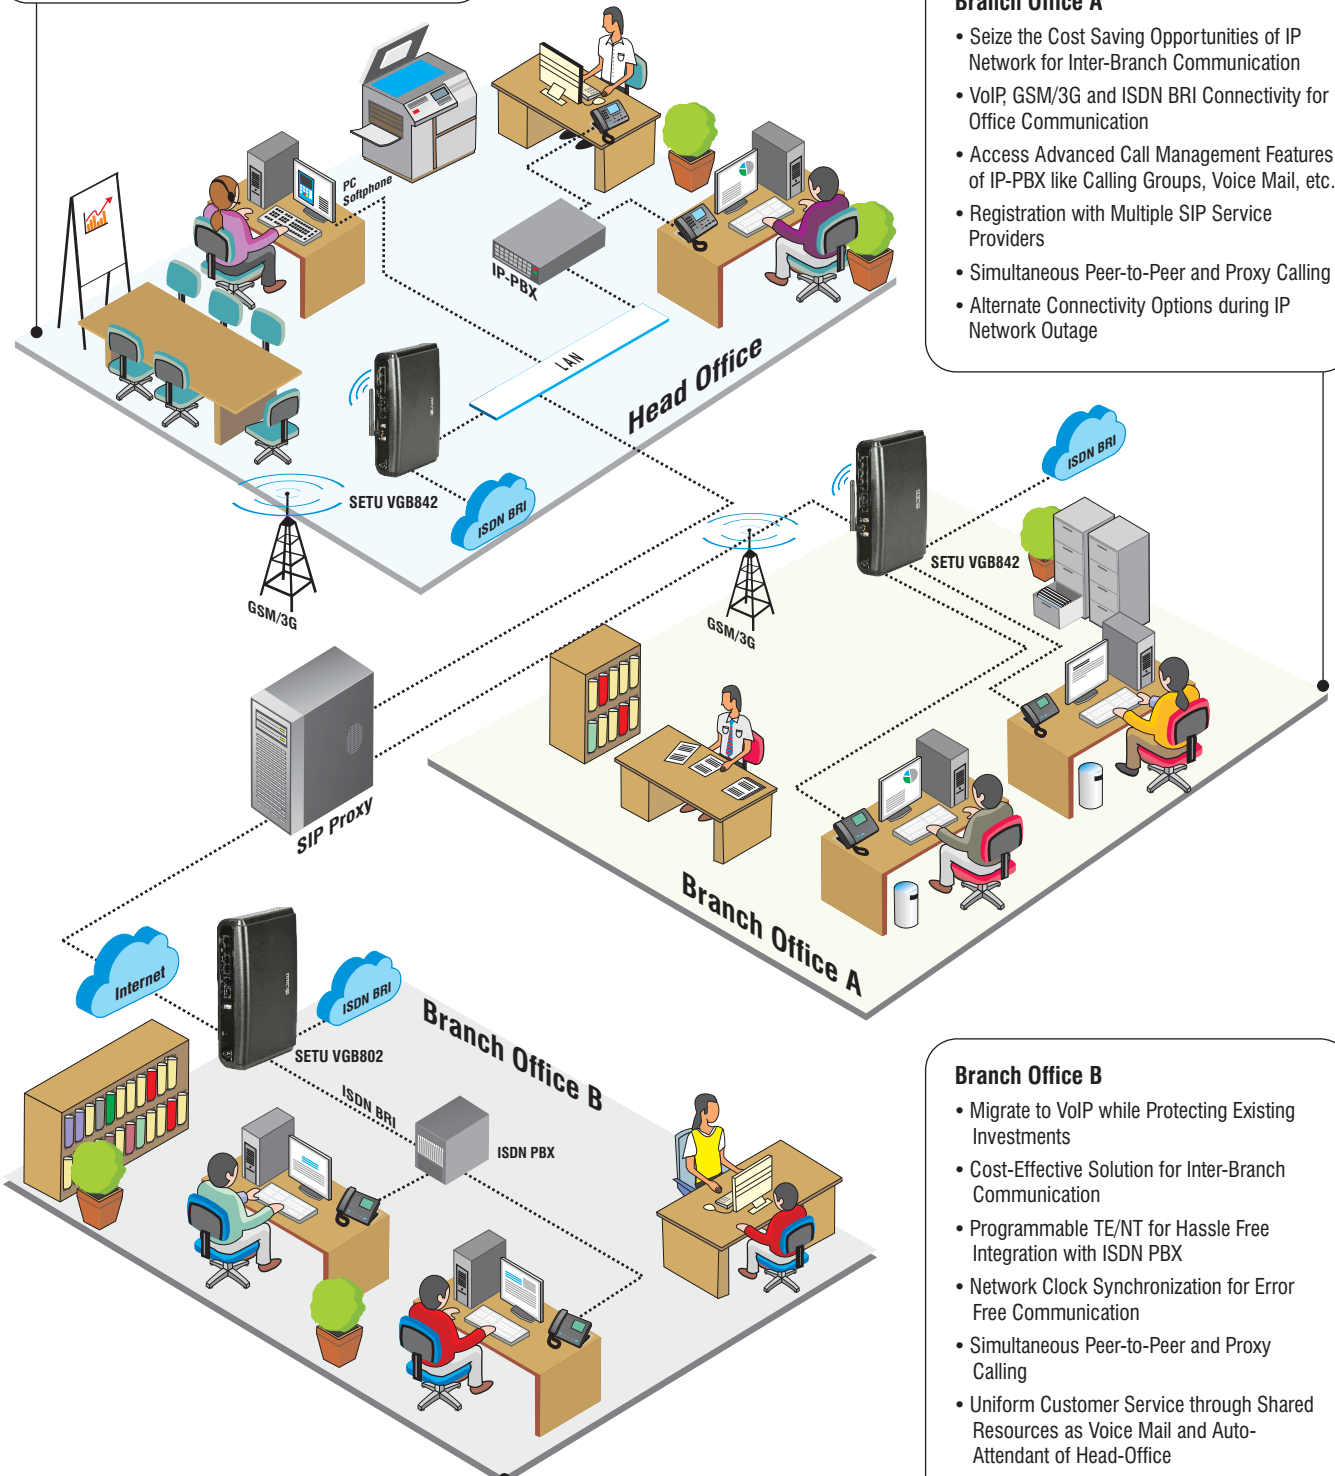 Branch Office A
• Seize the Cost Saving Opportunities of IP
Network for Inter-Branch Communication
• VoIP, GSM/3G and ISDN BRI Connectivity for
Office Communication
• Access Advanced Call Management Features
of IP-PBX like Calling Groups, Voice Mail, etc.
• Registration with Multiple SIP Service
Providers
• Simultaneous Peer-to-Peer and Proxy Calling
• Alternate Connectivity Options during IP
Network Outage
PC
Softphone
IP-PBX
LAN
Head Office
SETU VGB842
ISDN BRI
GSM/3G
ISDN BRI
SETU VGB842
GSM/3G
SIP Proxy
Branch Office A
Internet
ISDN BRI
SETU VGB802
Branch Office B
ISDN BRI
ISDN PBX
Branch Office B
• Migrate to VoIP while Protecting Existing
Investments
• Cost-Effective Solution for Inter-Branch
Communication
• Programmable TE/NT for Hassle Free
Integration with ISDN PBX
• Network Clock Synchronization for Error
Free Communication
• Simultaneous Peer-to-Peer and Proxy
Calling
• Uniform Customer Service through Shared
Resources as Voice Mail and Auto-
Attendant of Head-Office